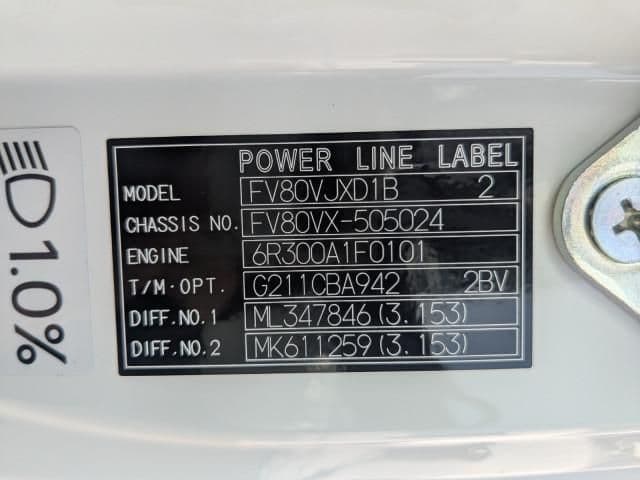 POWER LINE LABEL
MODEL FV80VJXD1B 2
CHASSIS NO. FV80VX-505024
ENGINE 6R300A1F0101
T/M·OPT. G211CBA942 2BV
DIFF.NO.1 ML347846(3.153)
DIFF.NO.2 MK611259(3.153)
1.0%